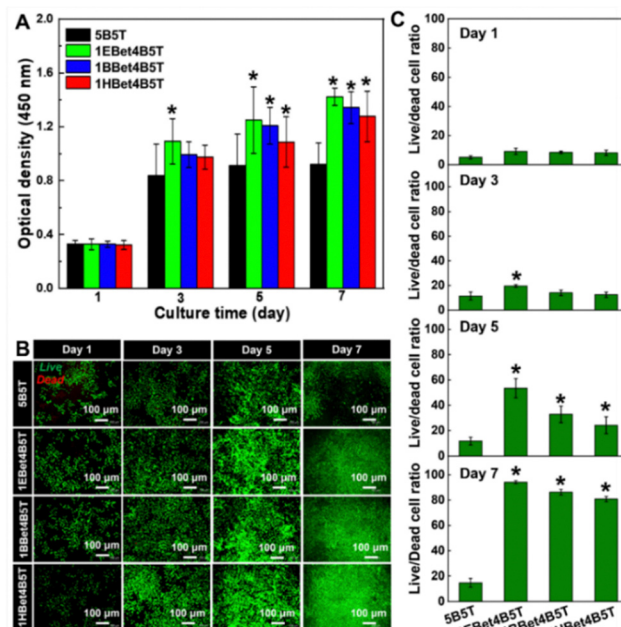 A
5B5T
1EBet4B5T
1BBet4B5T
1HBet4B5T
Optical density (450 nm)
1.8
1.2
0.8
0.4
0.0
* * * * * * *
1 3 5 7
Culture time (day)
B
Day 1 Day 3 Day 5 Day 7
5B5T
Live
Dead
100 μm 100 μm 100 μm 100 μm
1EBet4B5T
100 μm 100 μm 100 μm 100 μm
1BBet4B5T
100 μm 100 μm 100 μm 100 μm
1HBet4B5T
100 μm 100 μm 100 μm 100 μm
C
Day 1
Live/dead cell ratio
100
80
60
40
20
0
Day 3
Live/dead cell ratio
100
80
60
40
20
0
*
Day 5
Live/dead cell ratio
100
80
60
40
20
0
* * *
Day 7
Live/Dead cell ratio
100
80
60
40
20
0
* * *
5B5T